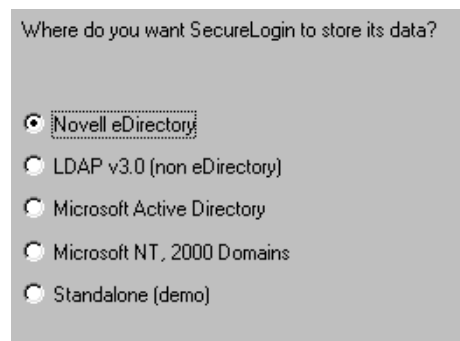 Where do you want SecureLogin to store its data?
Novell eDirectory
LDAP v3.0 (non eDirectory)
Microsoft Active Directory
Microsoft NT, 2000 Domains
Standalone (demo)